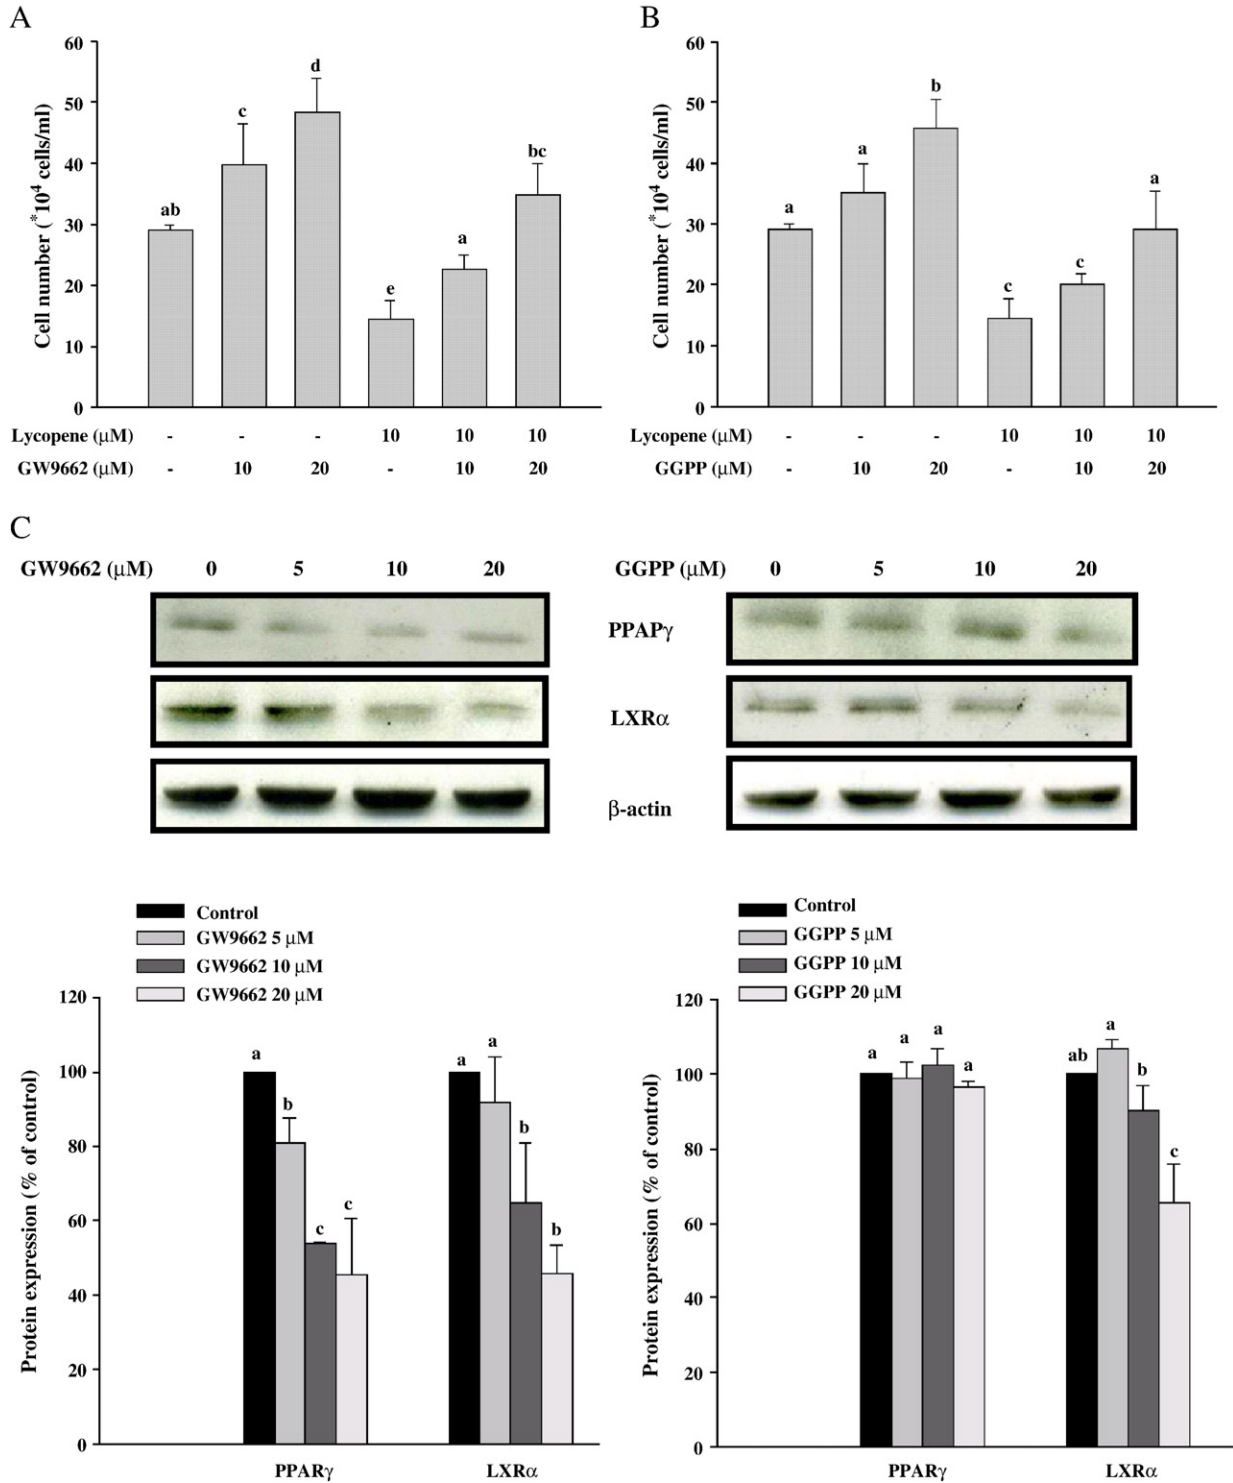 A
60
50
40
30
20
10
0
Cell number (*10⁴ cells/ml)
ab
c
d
e
a
bc
Lycopene (μM) - - - 10 10 10
GW9662 (μM) - 10 20 - 10 20
B
60
50
40
30
20
10
0
Cell number (*10⁴ cells/ml)
a
a
b
c
c
a
Lycopene (μM) - - - 10 10 10
GGPP (μM) - 10 20 - 10 20
C
GW9662 (μM) 0 5 10 20
GGPP (μM) 0 5 10 20
PPAPγ
LXRα
β-actin
Control
GW9662 5 μM
GW9662 10 μM
GW9662 20 μM
120
100
80
60
40
20
0
Protein expression (% of control)
a
b
c
c
a
a
b
b
PPARγ
LXRα
Control
GGPP 5 μM
GGPP 10 μM
GGPP 20 μM
120
100
80
60
40
20
0
Protein expression (% of control)
a
a
a
a
ab
a
b
c
PPARγ
LXRα